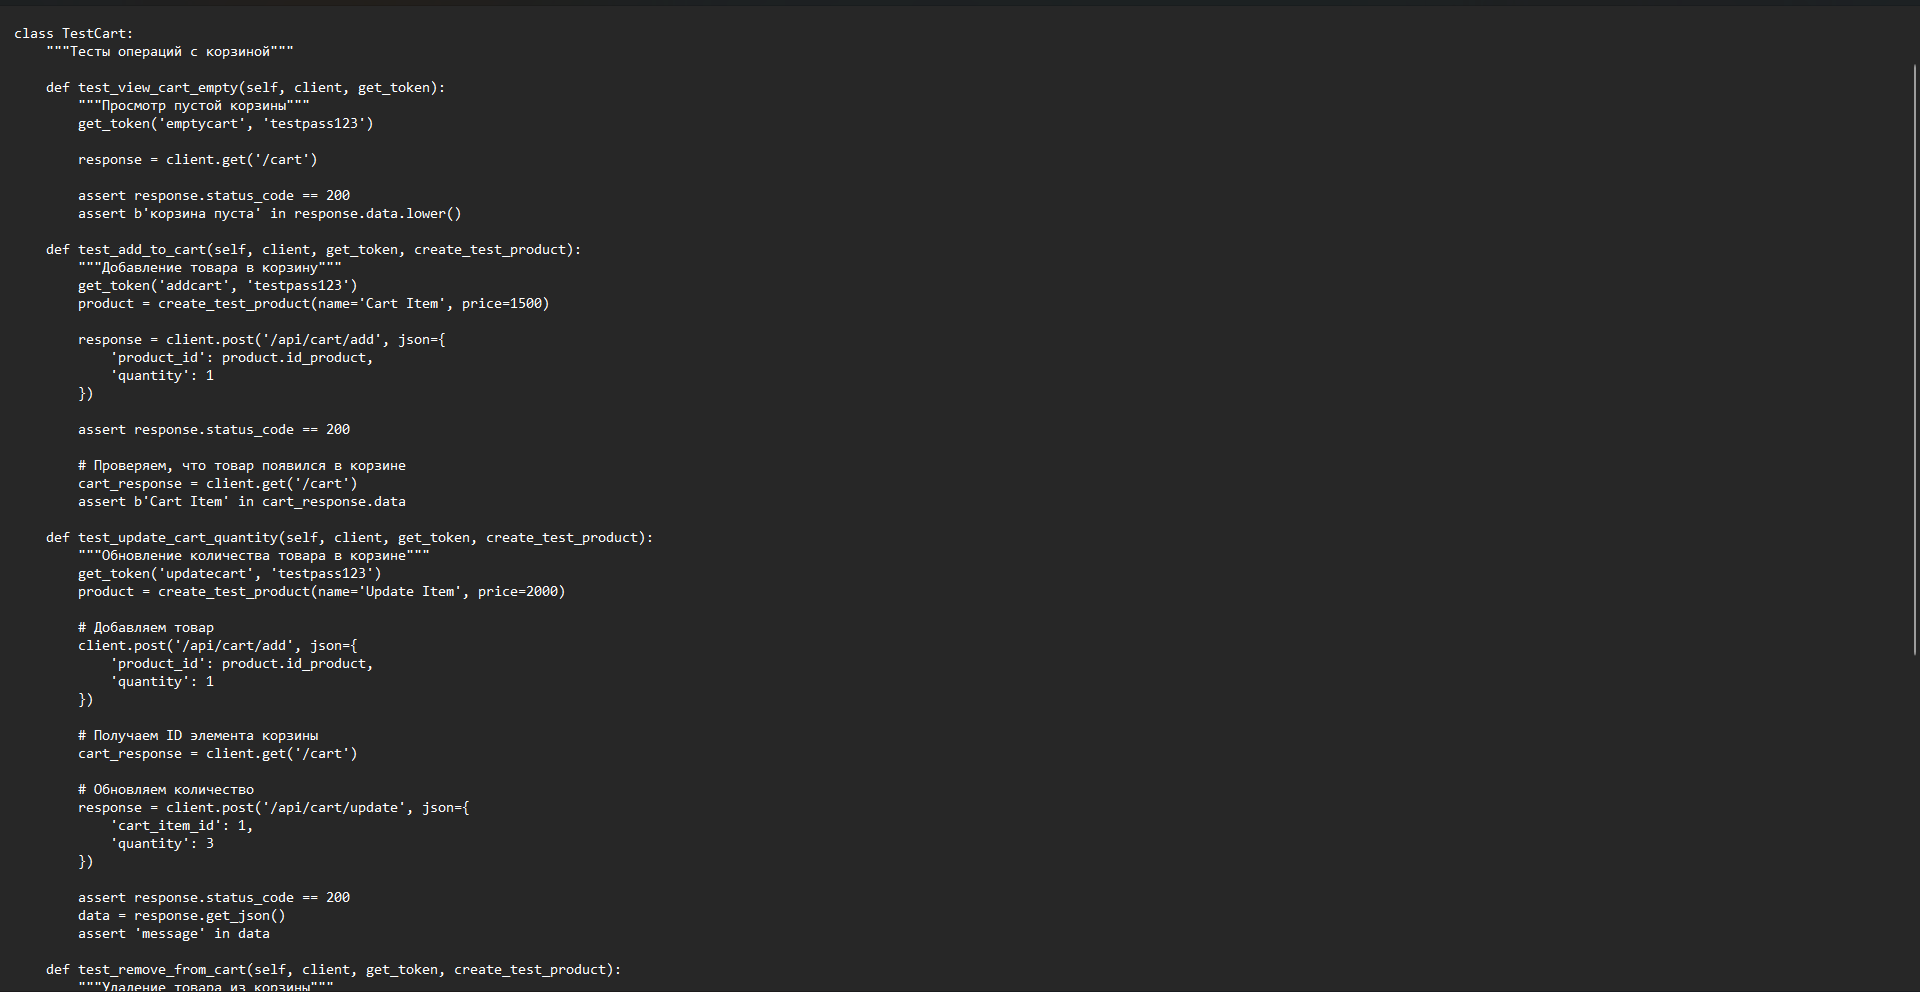 class TestCart:
    """Тесты операций с корзиной"""

    def test_view_cart_empty(self, client, get_token):
        """Просмотр пустой корзины"""
        get_token('emptycart', 'testpass123')

        response = client.get('/cart')

        assert response.status_code == 200
        assert b'корзина пуста' in response.data.lower()

    def test_add_to_cart(self, client, get_token, create_test_product):
        """Добавление товара в корзину"""
        get_token('addcart', 'testpass123')
        product = create_test_product(name='Cart Item', price=1500)

        response = client.post('/api/cart/add', json={
            'product_id': product.id_product,
            'quantity': 1
        })

        assert response.status_code == 200

        # Проверяем, что товар появился в корзине
        cart_response = client.get('/cart')
        assert b'Cart Item' in cart_response.data

    def test_update_cart_quantity(self, client, get_token, create_test_product):
        """Обновление количества товара в корзине"""
        get_token('updatecart', 'testpass123')
        product = create_test_product(name='Update Item', price=2000)

        # Добавляем товар
        client.post('/api/cart/add', json={
            'product_id': product.id_product,
            'quantity': 1
        })

        # Получаем ID элемента корзины
        cart_response = client.get('/cart')

        # Обновляем количество
        response = client.post('/api/cart/update', json={
            'cart_item_id': 1,
            'quantity': 3
        })

        assert response.status_code == 200
        data = response.get_json()
        assert 'message' in data

    def test_remove_from_cart(self, client, get_token, create_test_product):
        """Удаление товара из корзины"""